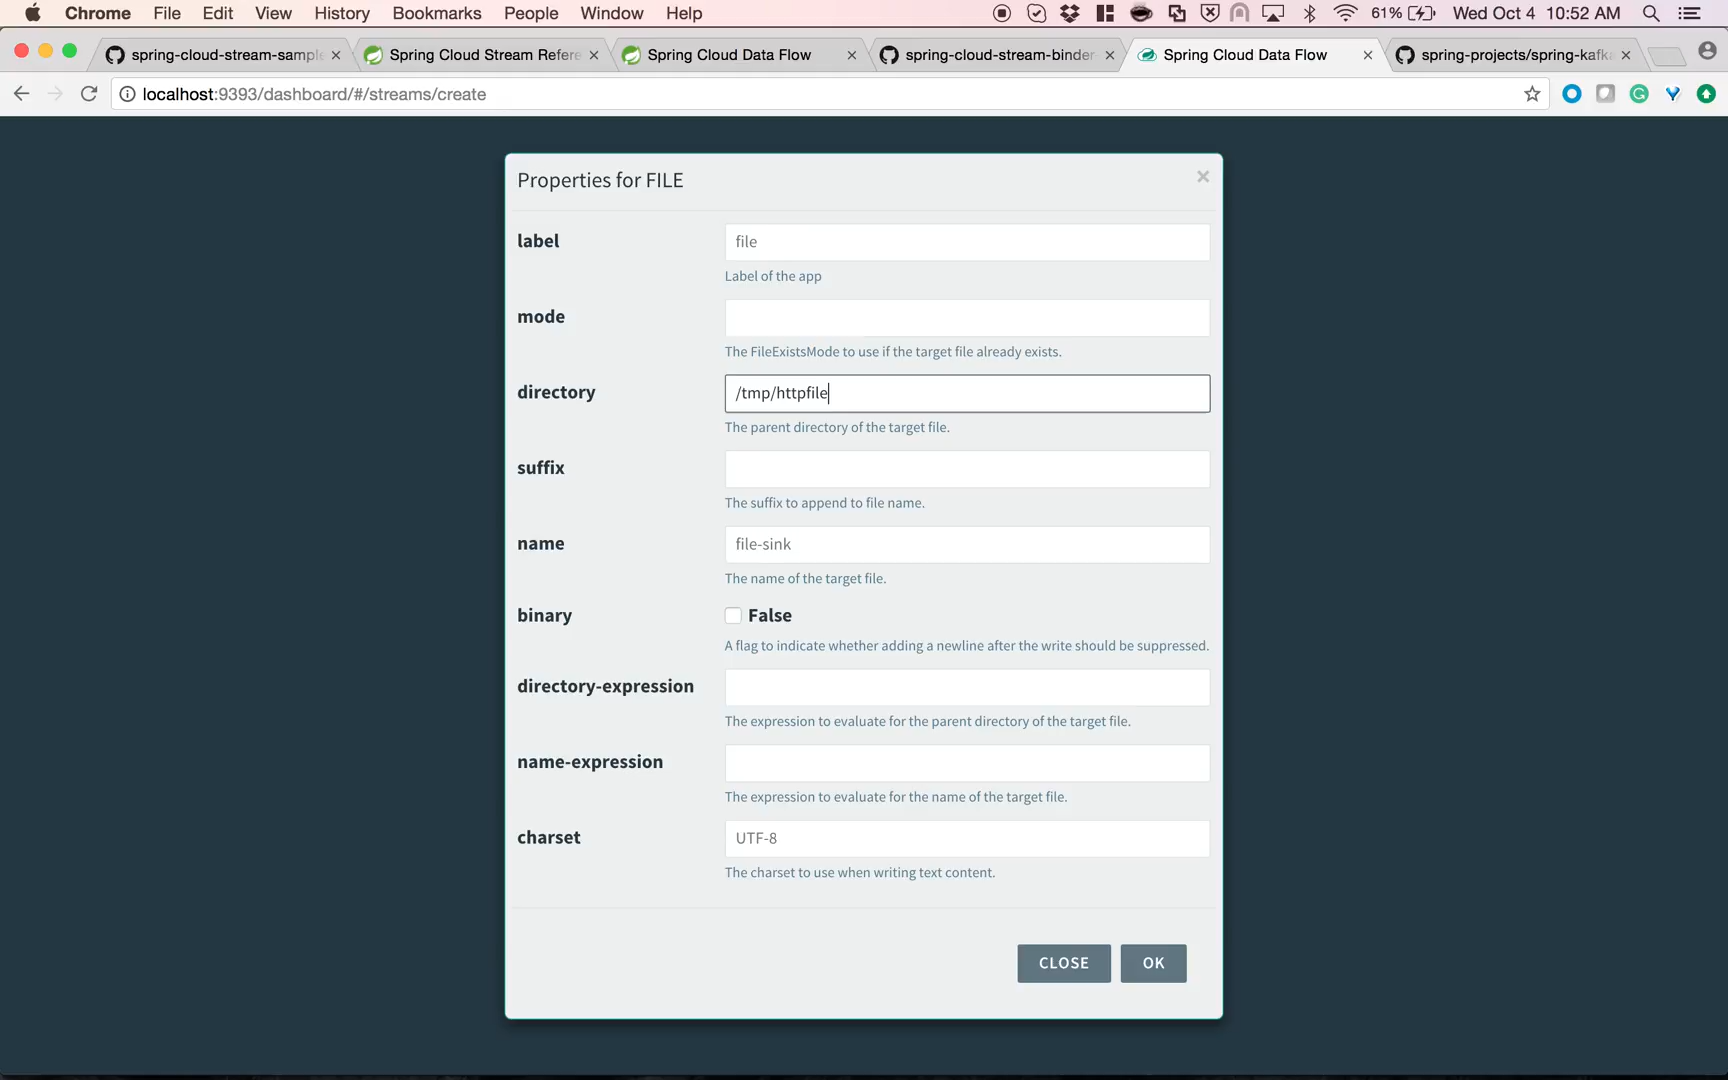 Chrome File Edit View History Bookmarks People Window Help 61% Wed Oct 4 10:52 AM
spring-cloud-stream-sample Spring Cloud Stream Refere Spring Cloud Data Flow spring-cloud-stream-binder Spring Cloud Data Flow spring-projects/spring-kafka
localhost:9393/dashboard/#/streams/create
Properties for FILE
label file
Label of the app
mode
The FileExistsMode to use if the target file already exists.
directory /tmp/httpfile
The parent directory of the target file.
suffix
The suffix to append to file name.
name file-sink
The name of the target file.
binary False
A flag to indicate whether adding a newline after the write should be suppressed.
directory-expression
The expression to evaluate for the parent directory of the target file.
name-expression
The expression to evaluate for the name of the target file.
charset UTF-8
The charset to use when writing text content.
CLOSE OK